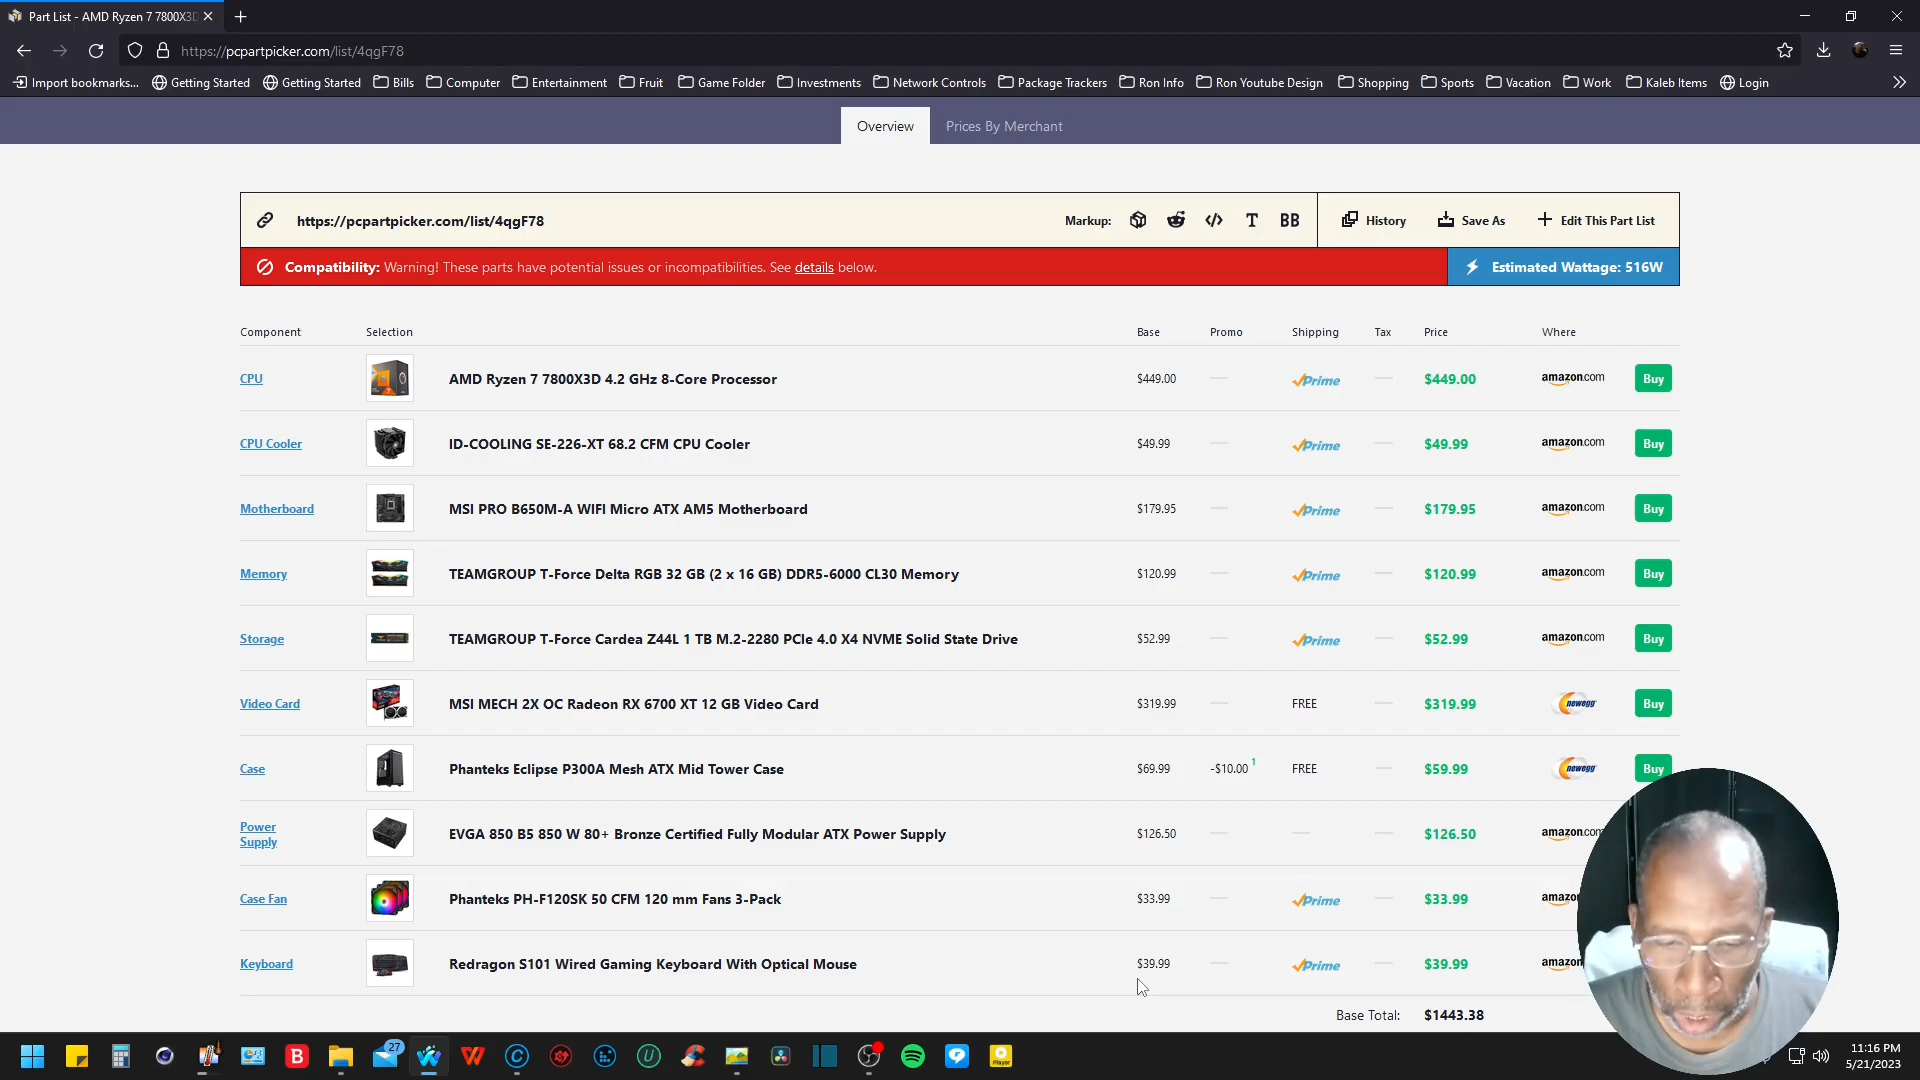 Part List - AMD Ryzen 7 7800X3D
https://pcpartpicker.com/list/4qgF78
Import bookmarks... Getting Started Getting Started Bills Computer Entertainment Fruit Game Folder Investments Network Controls Package Trackers Ron Info Ron Youtube Design Shopping Sports Vacation Work Kaleb Items Login
Overview Prices By Merchant
https://pcpartpicker.com/list/4qgF78 Markup: T BB History Save As Edit This Part List
Compatibility: Warning! These parts have potential issues or incompatibilities. See details below. Estimated Wattage: 516W
Component Selection Base Promo Shipping Tax Price Where
CPU AMD Ryzen 7 7800X3D 4.2 GHz 8-Core Processor $449.00 Prime $449.00 amazon.com Buy
CPU Cooler ID-COOLING SE-226-XT 68.2 CFM CPU Cooler $49.99 Prime $49.99 amazon.com Buy
Motherboard MSI PRO B650M-A WIFI Micro ATX AM5 Motherboard $179.95 Prime $179.95 amazon.com Buy
Memory TEAMGROUP T-Force Delta RGB 32 GB (2 x 16 GB) DDR5-6000 CL30 Memory $120.99 Prime $120.99 amazon.com Buy
Storage TEAMGROUP T-Force Cardea Z44L 1 TB M.2-2280 PCIe 4.0 X4 NVME Solid State Drive $52.99 Prime $52.99 amazon.com Buy
Video Card MSI MECH 2X OC Radeon RX 6700 XT 12 GB Video Card $319.99 FREE $319.99 newegg Buy
Case Phanteks Eclipse P300A Mesh ATX Mid Tower Case $69.99 -$10.00 1 FREE $59.99 newegg Buy
Power
Supply EVGA 850 B5 850 W 80+ Bronze Certified Fully Modular ATX Power Supply $126.50 $126.50 amazon.com
Case Fan Phanteks PH-F120SK 50 CFM 120 mm Fans 3-Pack $33.99 Prime $33.99 amazo
Keyboard Redragon S101 Wired Gaming Keyboard With Optical Mouse $39.99 Prime $39.99 amazo
Base Total: $1443.38
27
11:16 PM
5/21/2023